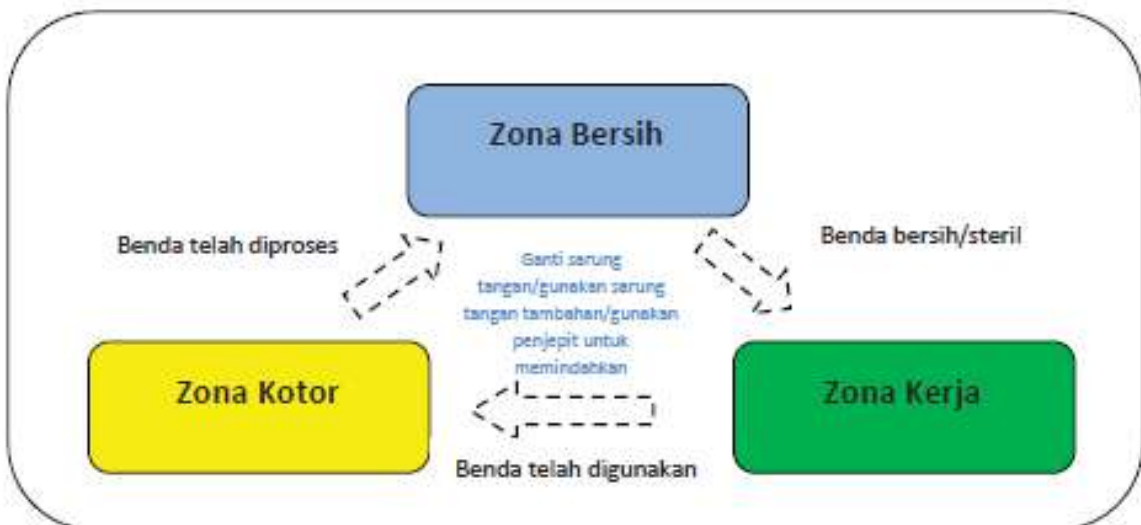 Zona Bersih
Benda telah diproses
Benda bersih/steril
Ganti sarung
tangan/gunakan sarung
tangan tambahan/gunakan
penjepit untuk
memindahkan
Zona Kotor
Zona Kerja
Benda telah digunakan